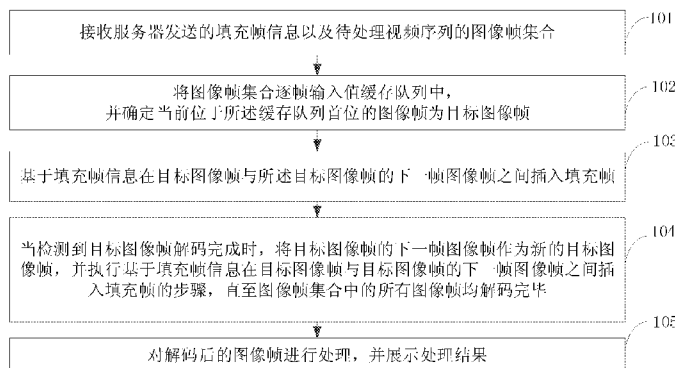 101
接收服务器发送的填充帧信息以及待处理视频序列的图像帧集合
102
将图像帧集合逐帧输入值缓存队列中，
并确定当前位于所述缓存队列首位的图像帧为目标图像帧
103
基于填充帧信息在目标图像帧与所述目标图像帧的下一帧图像帧之间插入填充帧
104
当检测到目标图像帧解码完成时，将目标图像帧的下一帧图像帧作为新的目标图
像帧，并执行基于填充帧信息在目标图像帧与目标图像帧的下一帧图像帧之间插
入填充帧的步骤，直至图像帧集合中的所有图像帧均解码完毕
105
对解码后的图像帧进行处理，并展示处理结果